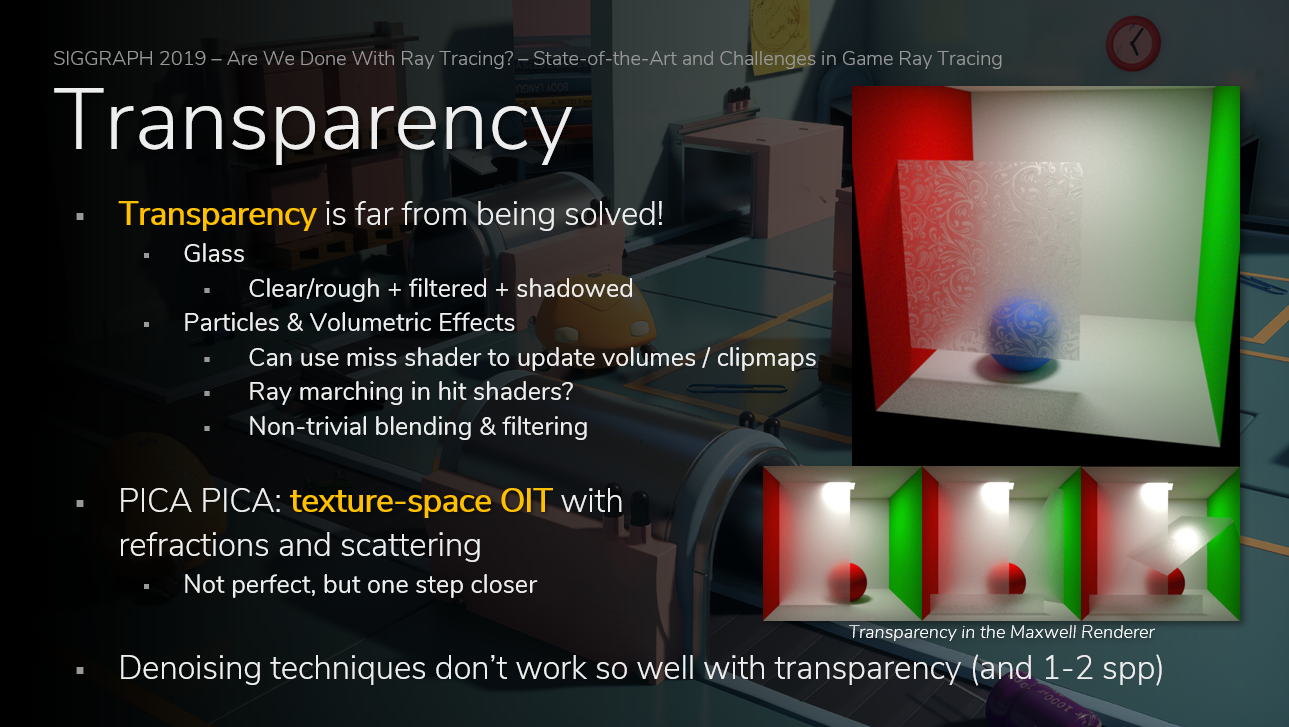 SIGGRAPH 2019 – Are We Done With Ray Tracing? – State-of-the-Art and Challenges in Game Ray Tracing
Transparency
Transparency is far from being solved!
Glass
Clear/rough + filtered + shadowed
Particles & Volumetric Effects
Can use miss shader to update volumes / clipmaps
Ray marching in hit shaders?
Non-trivial blending & filtering
PICA PICA: texture-space OIT with
refractions and scattering
Not perfect, but one step closer
Transparency in the Maxwell Renderer
Denoising techniques don’t work so well with transparency (and 1-2 spp)